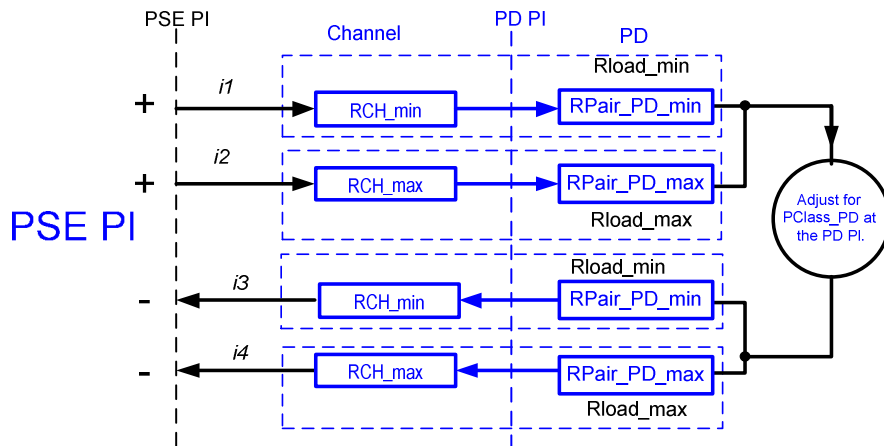 PSE PI
PD PI
Channel
PD
Rload_min
+
i1
RCH_min
RPair_PD_min
+
i2
RCH_max
RPair_PD_max
Rload_max
PSE PI
Adjust for
PClass_PD at
the PD PI.
Rload_min
-
i3
RCH_min
RPair_PD_min
-
i4
RCH_max
RPair_PD_max
Rload_max